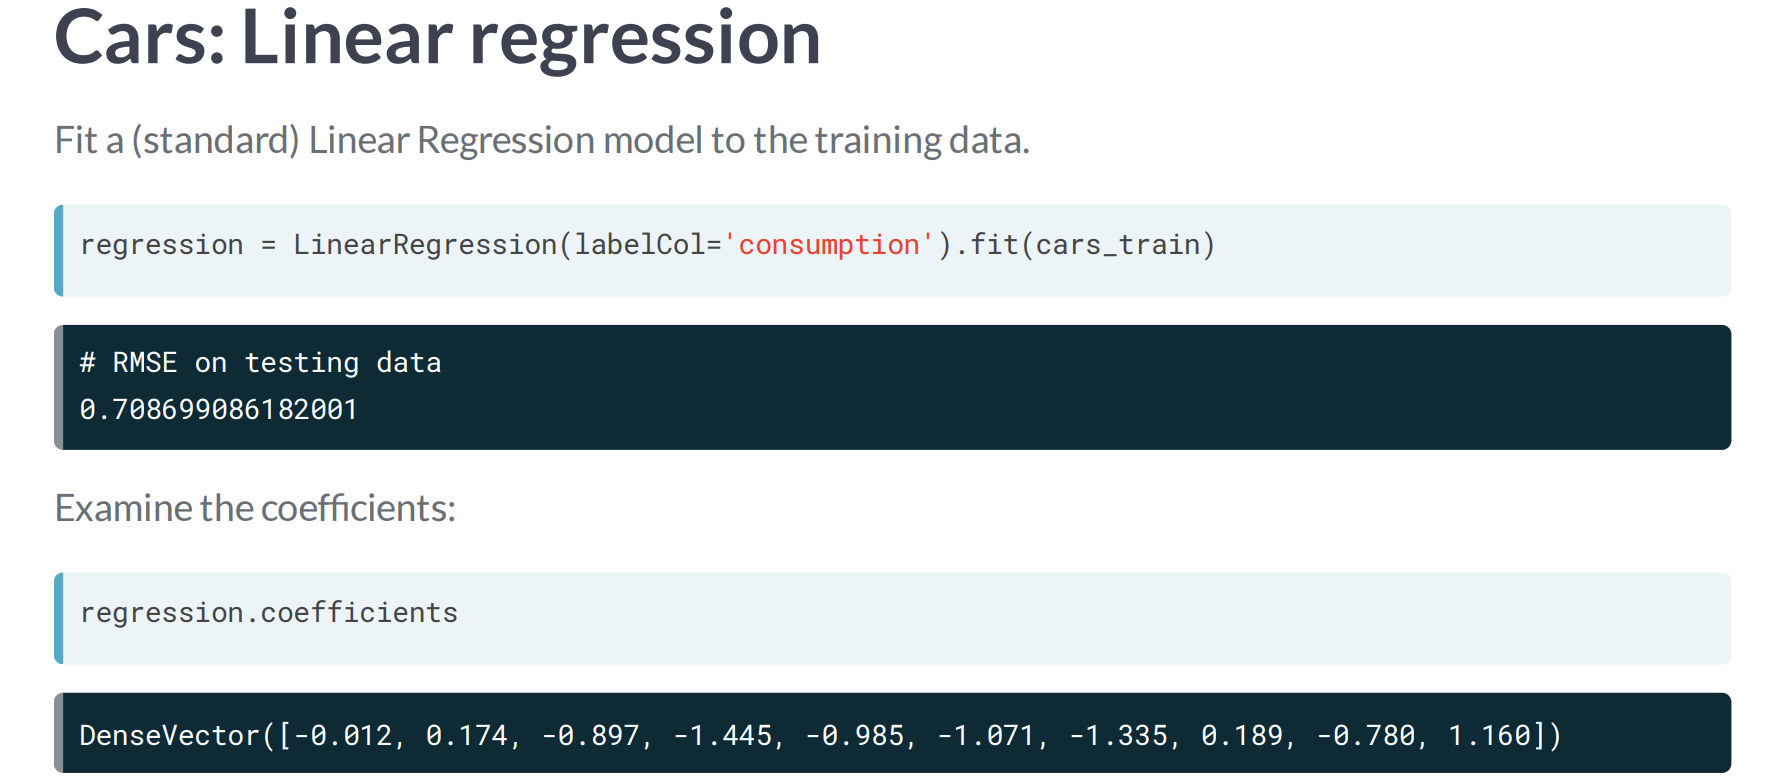 Cars: Linear regression
Fit a (standard) Linear Regression model to the training data.
regression = LinearRegression(labelCol='consumption').fit(cars_train)
# RMSE on testing data
0.708699086182001
Examine the coefficients:
regression.coefficients
DenseVector([-0.012, 0.174, -0.897, -1.445, -0.985, -1.071, -1.335, 0.189, -0.780, 1.160])